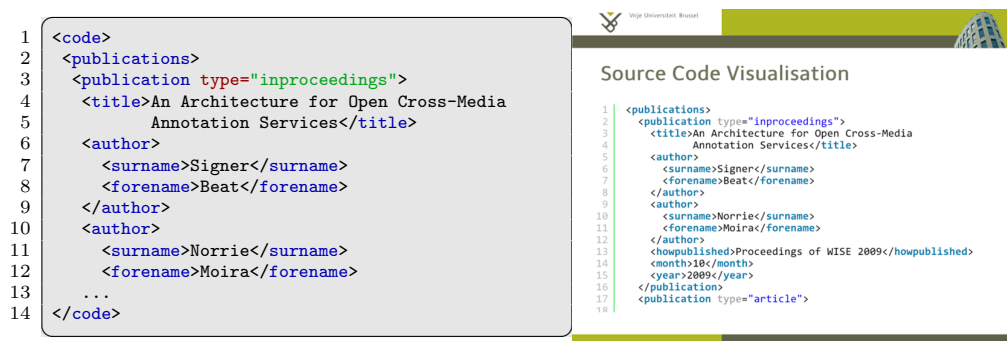 1 <code>
2 <publications>
3 <publication type="inproceedings">
4 <title>An Architecture for Open Cross-Media
5 Annotation Services</title>
6 <author>
7 <surname>Signer</surname>
8 <forename>Beat</forename>
9 </author>
10 <author>
11 <surname>Norrie</surname>
12 <forename>Moira</forename>
13 ...
14 </code>
Vrije Universiteit Brussel
Source Code Visualisation
1 <publications>
2 <publication type="inproceedings">
3 <title>An Architecture for Open Cross-Media
4 Annotation Services</title>
5 <author>
6 <surname>Signer</surname>
7 <forename>Beat</forename>
8 </author>
9 <author>
10 <surname>Norrie</surname>
11 <forename>Moira</forename>
12 </author>
13 <howpublished>Proceedings of WISE 2009</howpublished>
14 <month>10</month>
15 <year>2009</year>
16 </publication>
17 <publication type="article">
18